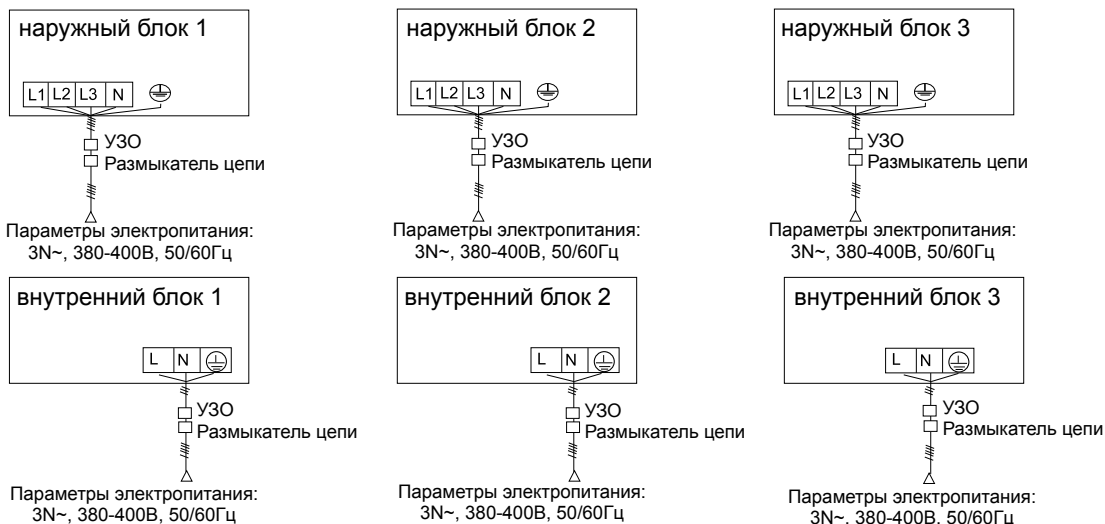 наружный блок 1
L1 L2 L3 N
УЗО
Размыкатель цепи
Параметры электропитания:
3N~, 380-400В, 50/60Гц
наружный блок 2
L1 L2 L3 N
УЗО
Размыкатель цепи
Параметры электропитания:
3N~, 380-400В, 50/60Гц
наружный блок 3
L1 L2 L3 N
УЗО
Размыкатель цепи
Параметры электропитания:
3N~, 380-400В, 50/60Гц
внутренний блок 1
L N
УЗО
Размыкатель цепи
Параметры электропитания:
3N~, 380-400В, 50/60Гц
внутренний блок 2
L N
УЗО
Размыкатель цепи
Параметры электропитания:
3N~, 380-400В, 50/60Гц
внутренний блок 3
L N
УЗО
Размыкатель цепи
Параметры электропитания:
3N~, 380-400В, 50/60Гц